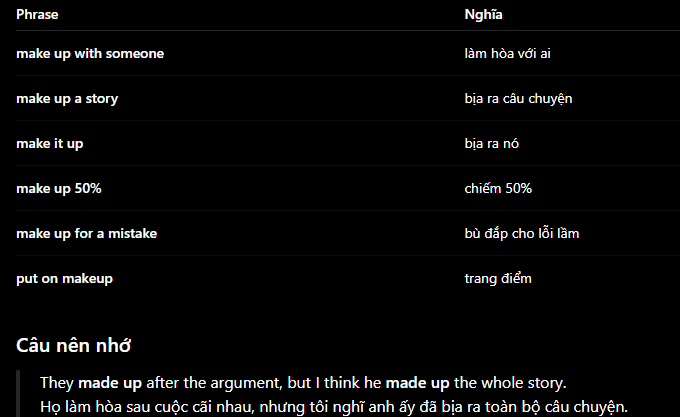 Phrase Nghĩa
make up with someone làm hòa với ai
make up a story bịa ra câu chuyện
make it up bịa ra nó
make up 50% chiếm 50%
make up for a mistake bù đắp cho lỗi lầm
put on makeup trang điểm
Câu nên nhớ
They made up after the argument, but I think he made up the whole story.
Họ làm hòa sau cuộc cãi nhau, nhưng tôi nghĩ anh ấy đã bịa ra toàn bộ câu chuyện.